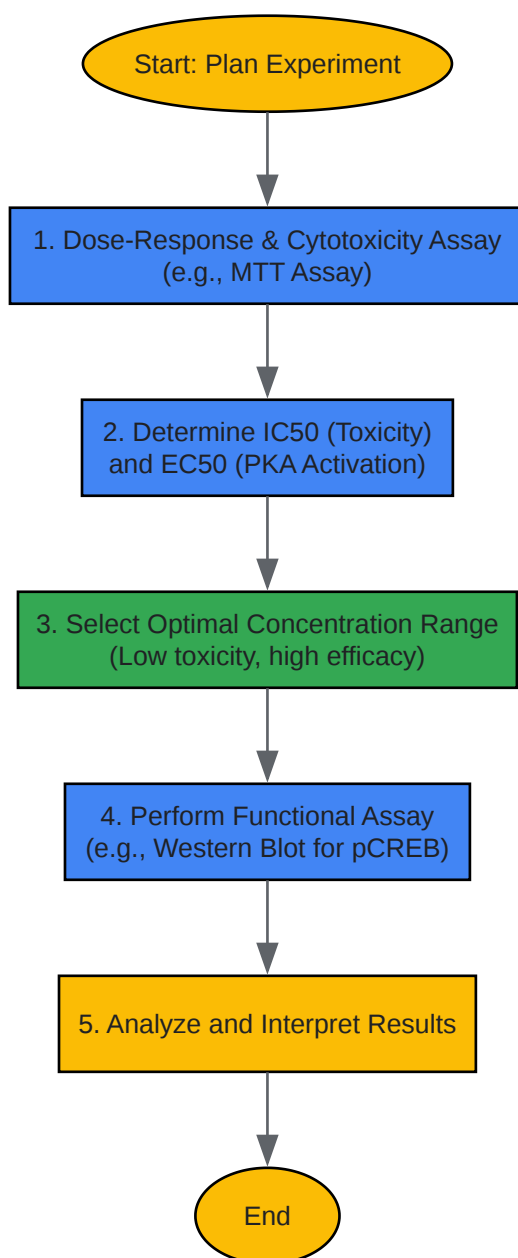 Start: Plan Experiment
1. Dose-Response & Cytotoxicity Assay
(e.g., MTT Assay)
2. Determine IC50 (Toxicity)
and EC50 (PKA Activation)
3. Select Optimal Concentration Range
(Low toxicity, high efficacy)
4. Perform Functional Assay
(e.g., Western Blot for pCREB)
5. Analyze and Interpret Results
End